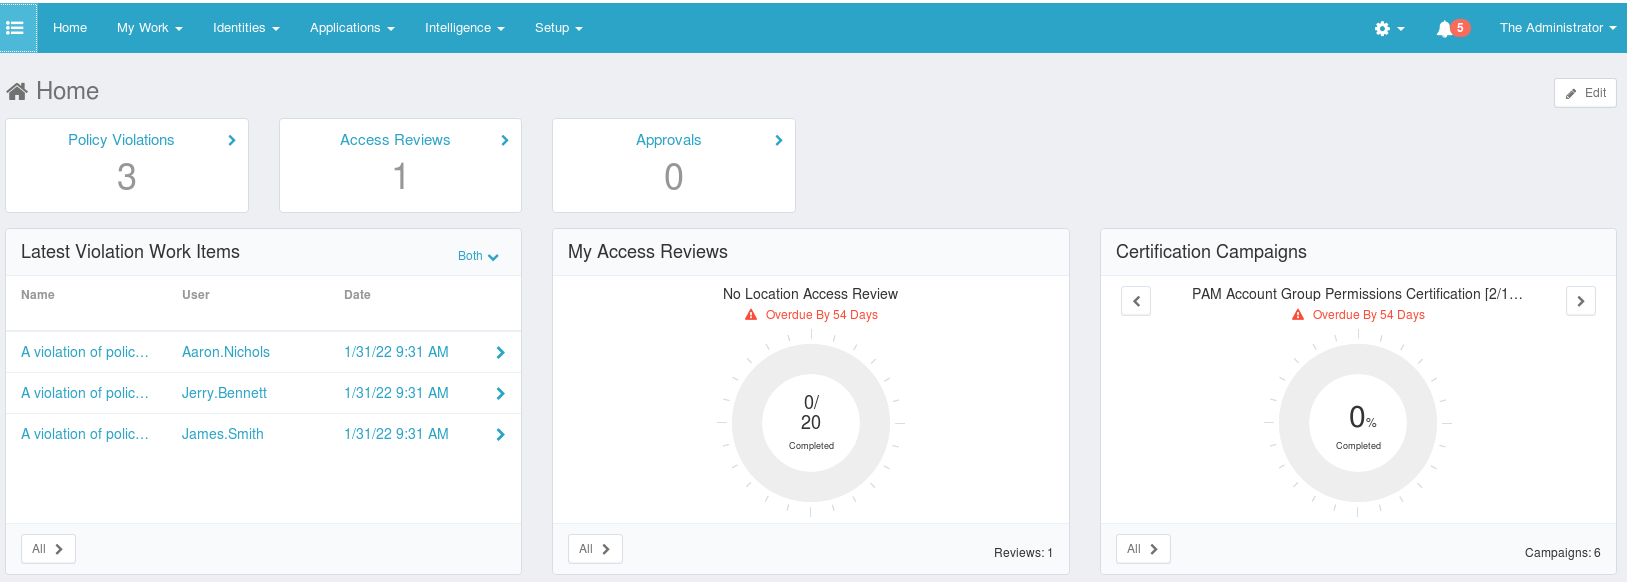 Home My Work Identities Applications Intelligence Setup 5 The Administrator
Home
Edit
Policy Violations
3
Access Reviews
1
Approvals
0
Latest Violation Work Items
Both
Name User Date
A violation of polic... Aaron.Nichols 1/31/22 9:31 AM
A violation of polic... Jerry.Bennett 1/31/22 9:31 AM
A violation of polic... James.Smith 1/31/22 9:31 AM
All
My Access Reviews
No Location Access Review
Overdue By 54 Days
0/
20
Completed
All
Reviews: 1
Certification Campaigns
PAM Account Group Permissions Certification [2/1...
Overdue By 54 Days
0%
Completed
All
Campaigns: 6